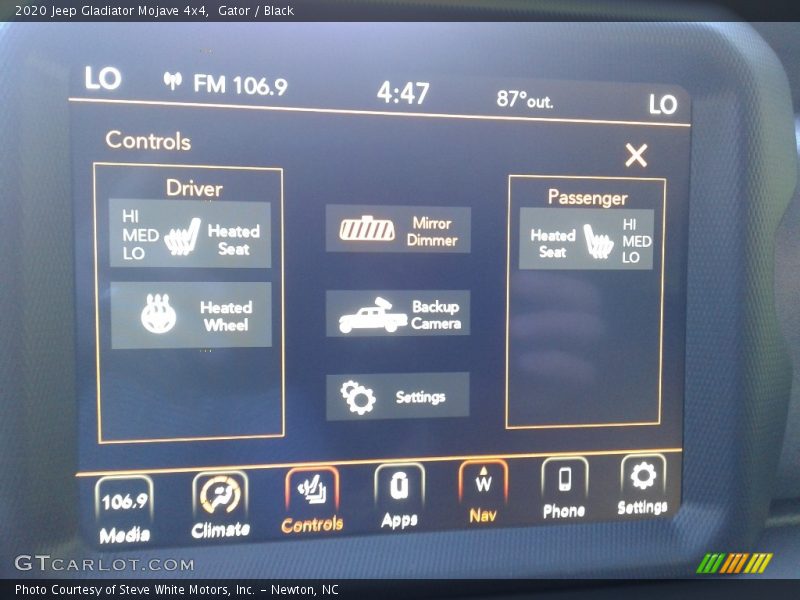 2020 Jeep Gladiator Mojave 4x4, Gator / Black
LO FM 106.9 4:47 87°out. LO
Controls
Driver
HI
MED
LO
Heated
Seat
Heated
Wheel
Mirror
Dimmer
Backup
Camera
Settings
Passenger
Heated
Seat
HI
MED
LO
106.9 W
Media Climate Controls Apps Nav Phone Settings
GTCARLOT.COM
Photo Courtesy of Steve White Motors, Inc. – Newton, NC